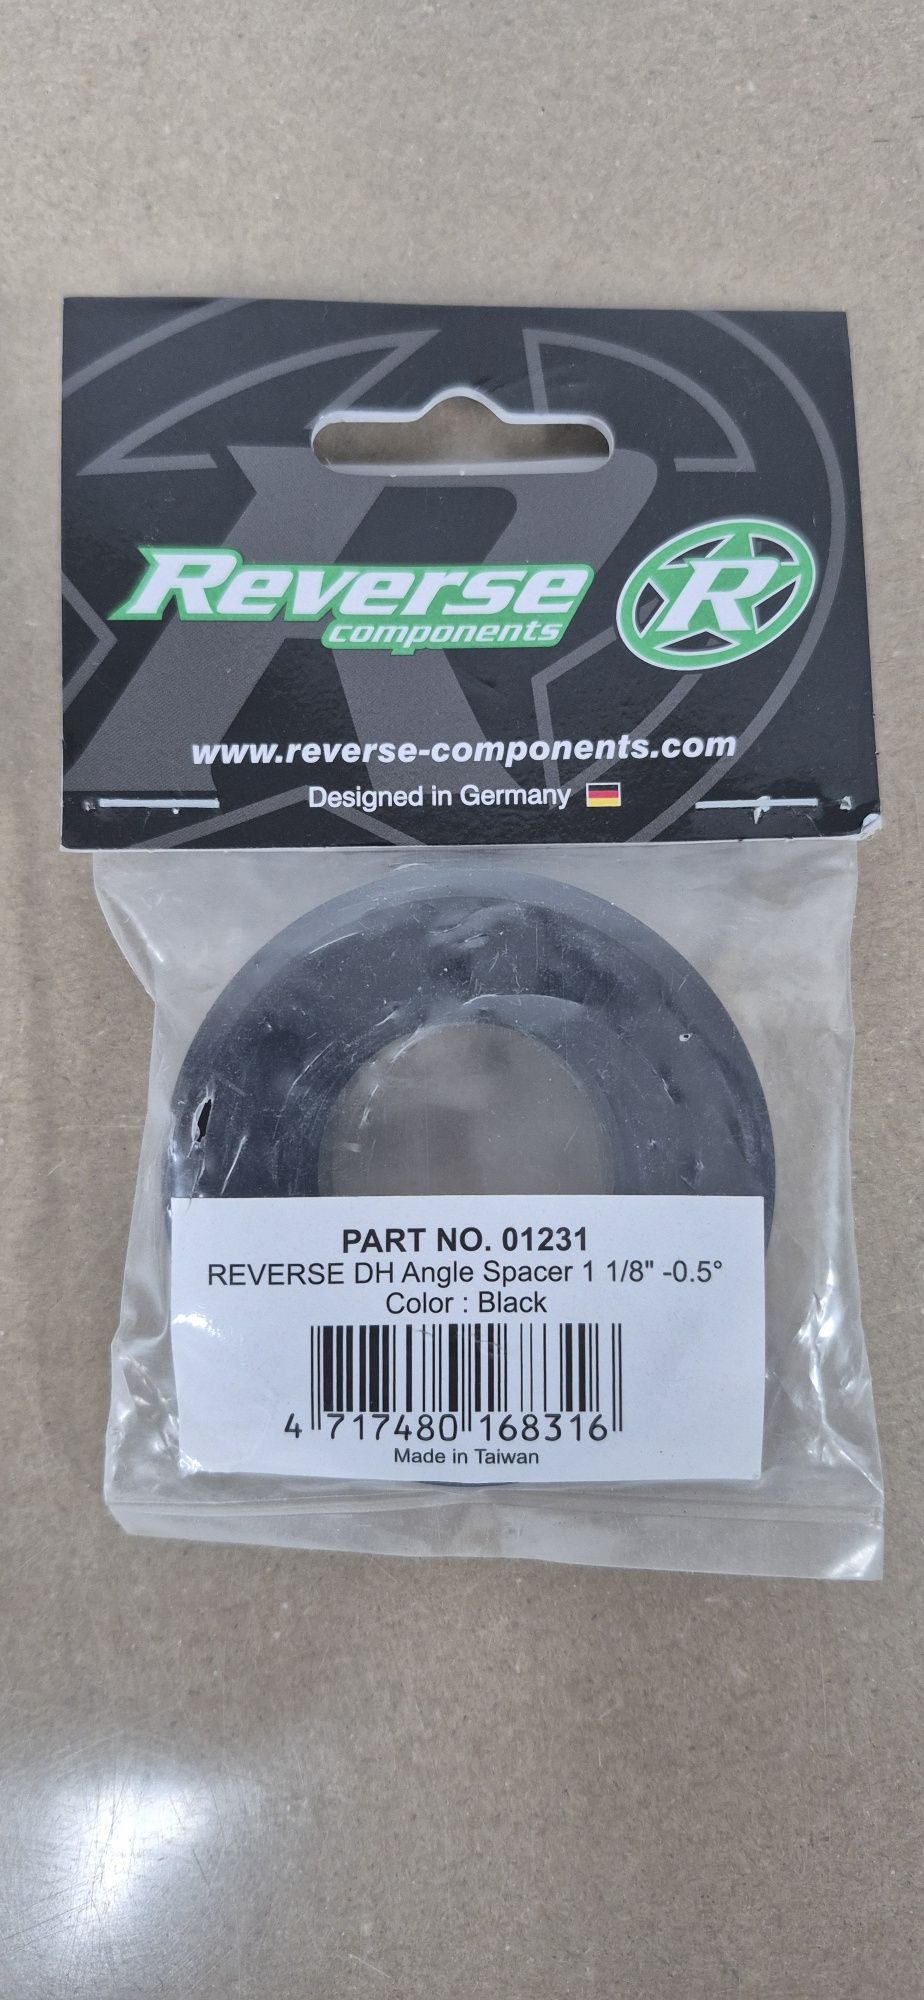 Reverse
components
R
www.reverse-components.com
Designed in Germany
PART NO. 01231
REVERSE DH Angle Spacer 1 1/8" -0.5°
Color : Black
4 717480 168316
Made in Taiwan